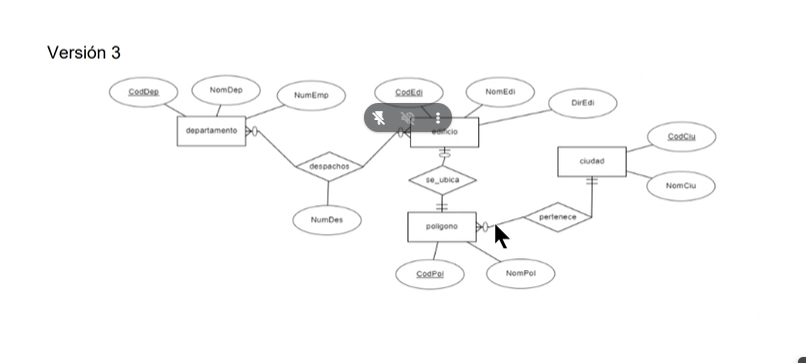 Versión 3
CodDep
NomDep
NumEmp
CodEdi
NomEdi
DirEdi
departamento
edificio
despachos
NumDes
se_ubica
poligono
CodPol
NomPol
pertenece
ciudad
CodCiu
NomCiu